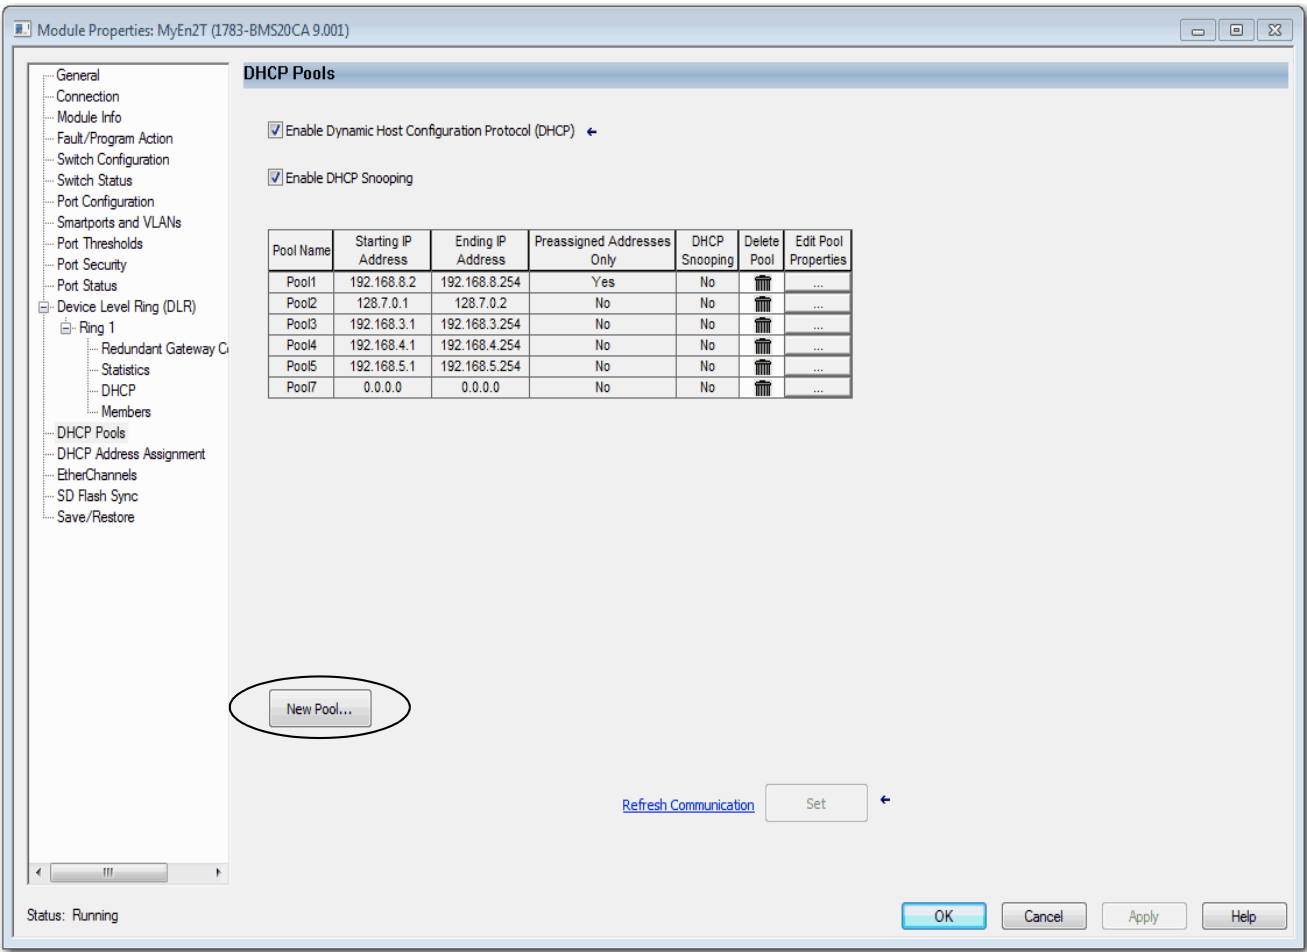 Module Properties: MyEn2T (1783-BMS20CA 9.001)
General
Connection
Module Info
Fault/Program Action
Switch Configuration
Switch Status
Port Configuration
Smartports and VLANs
Port Thresholds
Port Security
Port Status
Device Level Ring (DLR)
Ring 1
Redundant Gateway Co
Statistics
DHCP
Members
DHCP Pools
DHCP Address Assignment
EtherChannels
SD Flash Sync
Save/Restore
DHCP Pools
Enable Dynamic Host Configuration Protocol (DHCP) ←
Enable DHCP Snooping
Pool Name Starting IP Address Ending IP Address Preassigned Addresses Only DHCP Snooping Delete Pool Edit Pool Properties
Pool1 192.168.8.2 192.168.8.254 Yes No ...
Pool2 128.7.0.1 128.7.0.2 No No ...
Pool3 192.168.3.1 192.168.3.254 No No ...
Pool4 192.168.4.1 192.168.4.254 No No ...
Pool5 192.168.5.1 192.168.5.254 No No ...
Pool7 0.0.0.0 0.0.0.0 No No ...
New Pool...
Refresh Communication Set ←
Status: Running
OK Cancel Apply Help